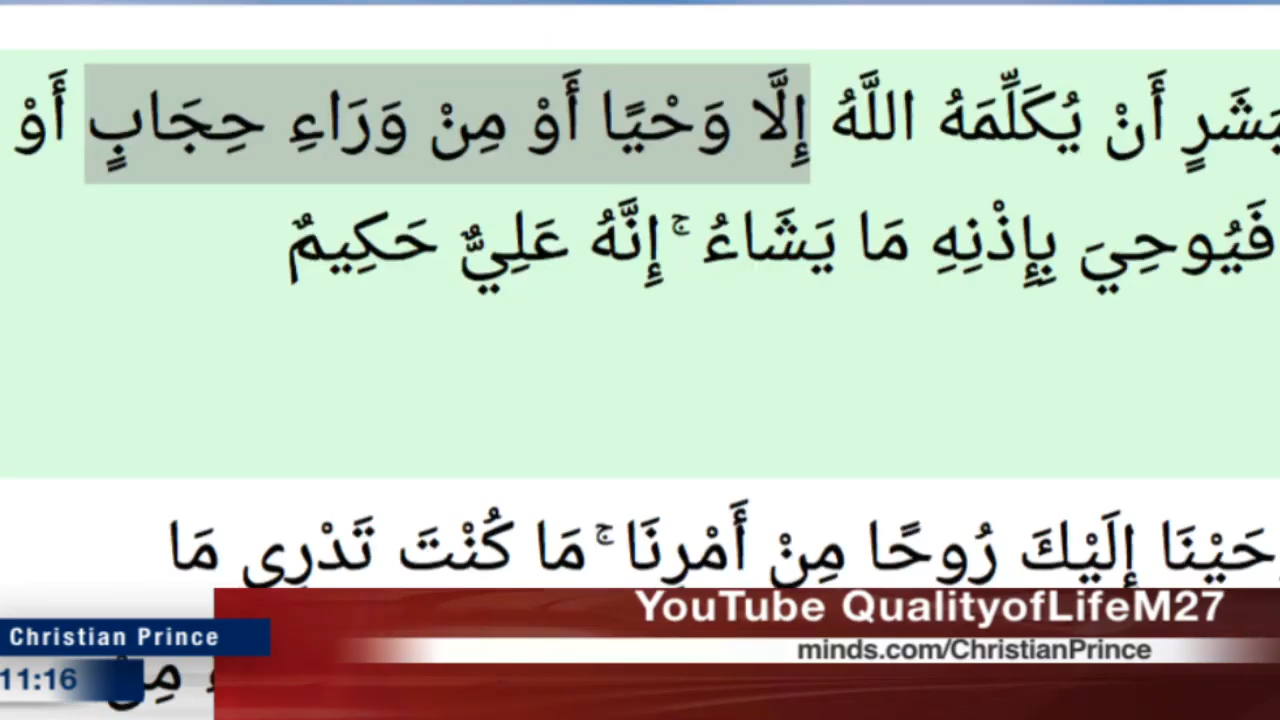 بَشَرٍ أَنْ يُكَلِّمَهُ اللَّهُ إِلَّا وَحْيًا أَوْ مِنْ وَرَاءِ حِجَابٍ أَوْ
فَيُوحِيَ بِإِذْنِهِ مَا يَشَاءُ ۚ إِنَّهُ عَلِيٌّ حَكِيمٌ
إِلَيْكَ رُوحًا مِنْ أَمْرِنَا ۚ مَا كُنْتَ تَدْرِي مَا
YouTube QualityofLifeM27
Christian Prince
minds.com/ChristianPrince
11:16
مِنْ